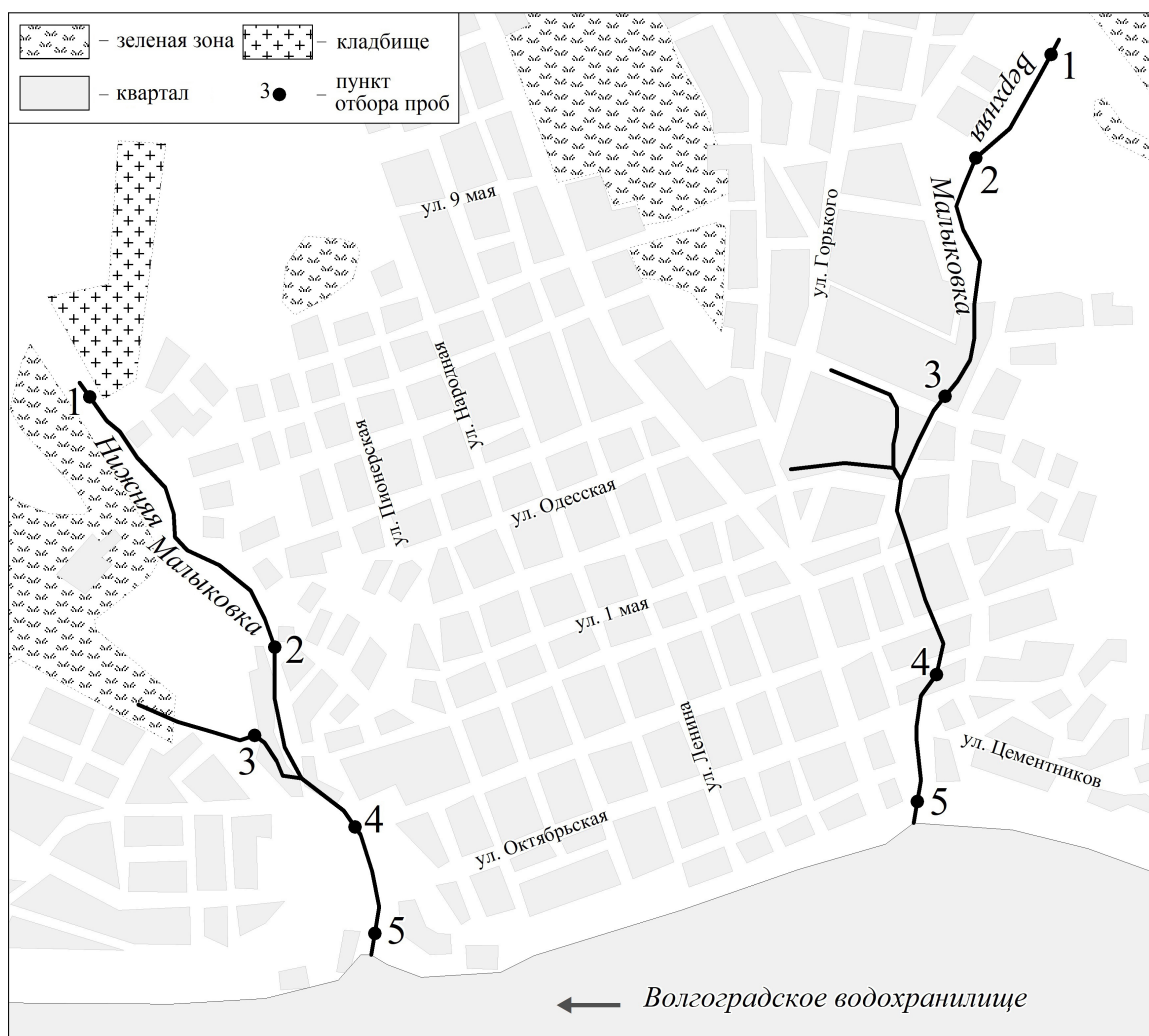 – зеленая зона
– кладбище
– квартал
3
– пункт
отбора проб
1
Верхняя
2
Малыковка
ул. 9 мая
ул. Горького
3
ул. Народная
1
Нижняя
ул. Пионерская
ул. Одесская
Малыковка
ул. 1 мая
2
4
ул. Ленина
3
ул. Цементников
5
4
ул. Октябрьская
5
Волгоградское водохранилище